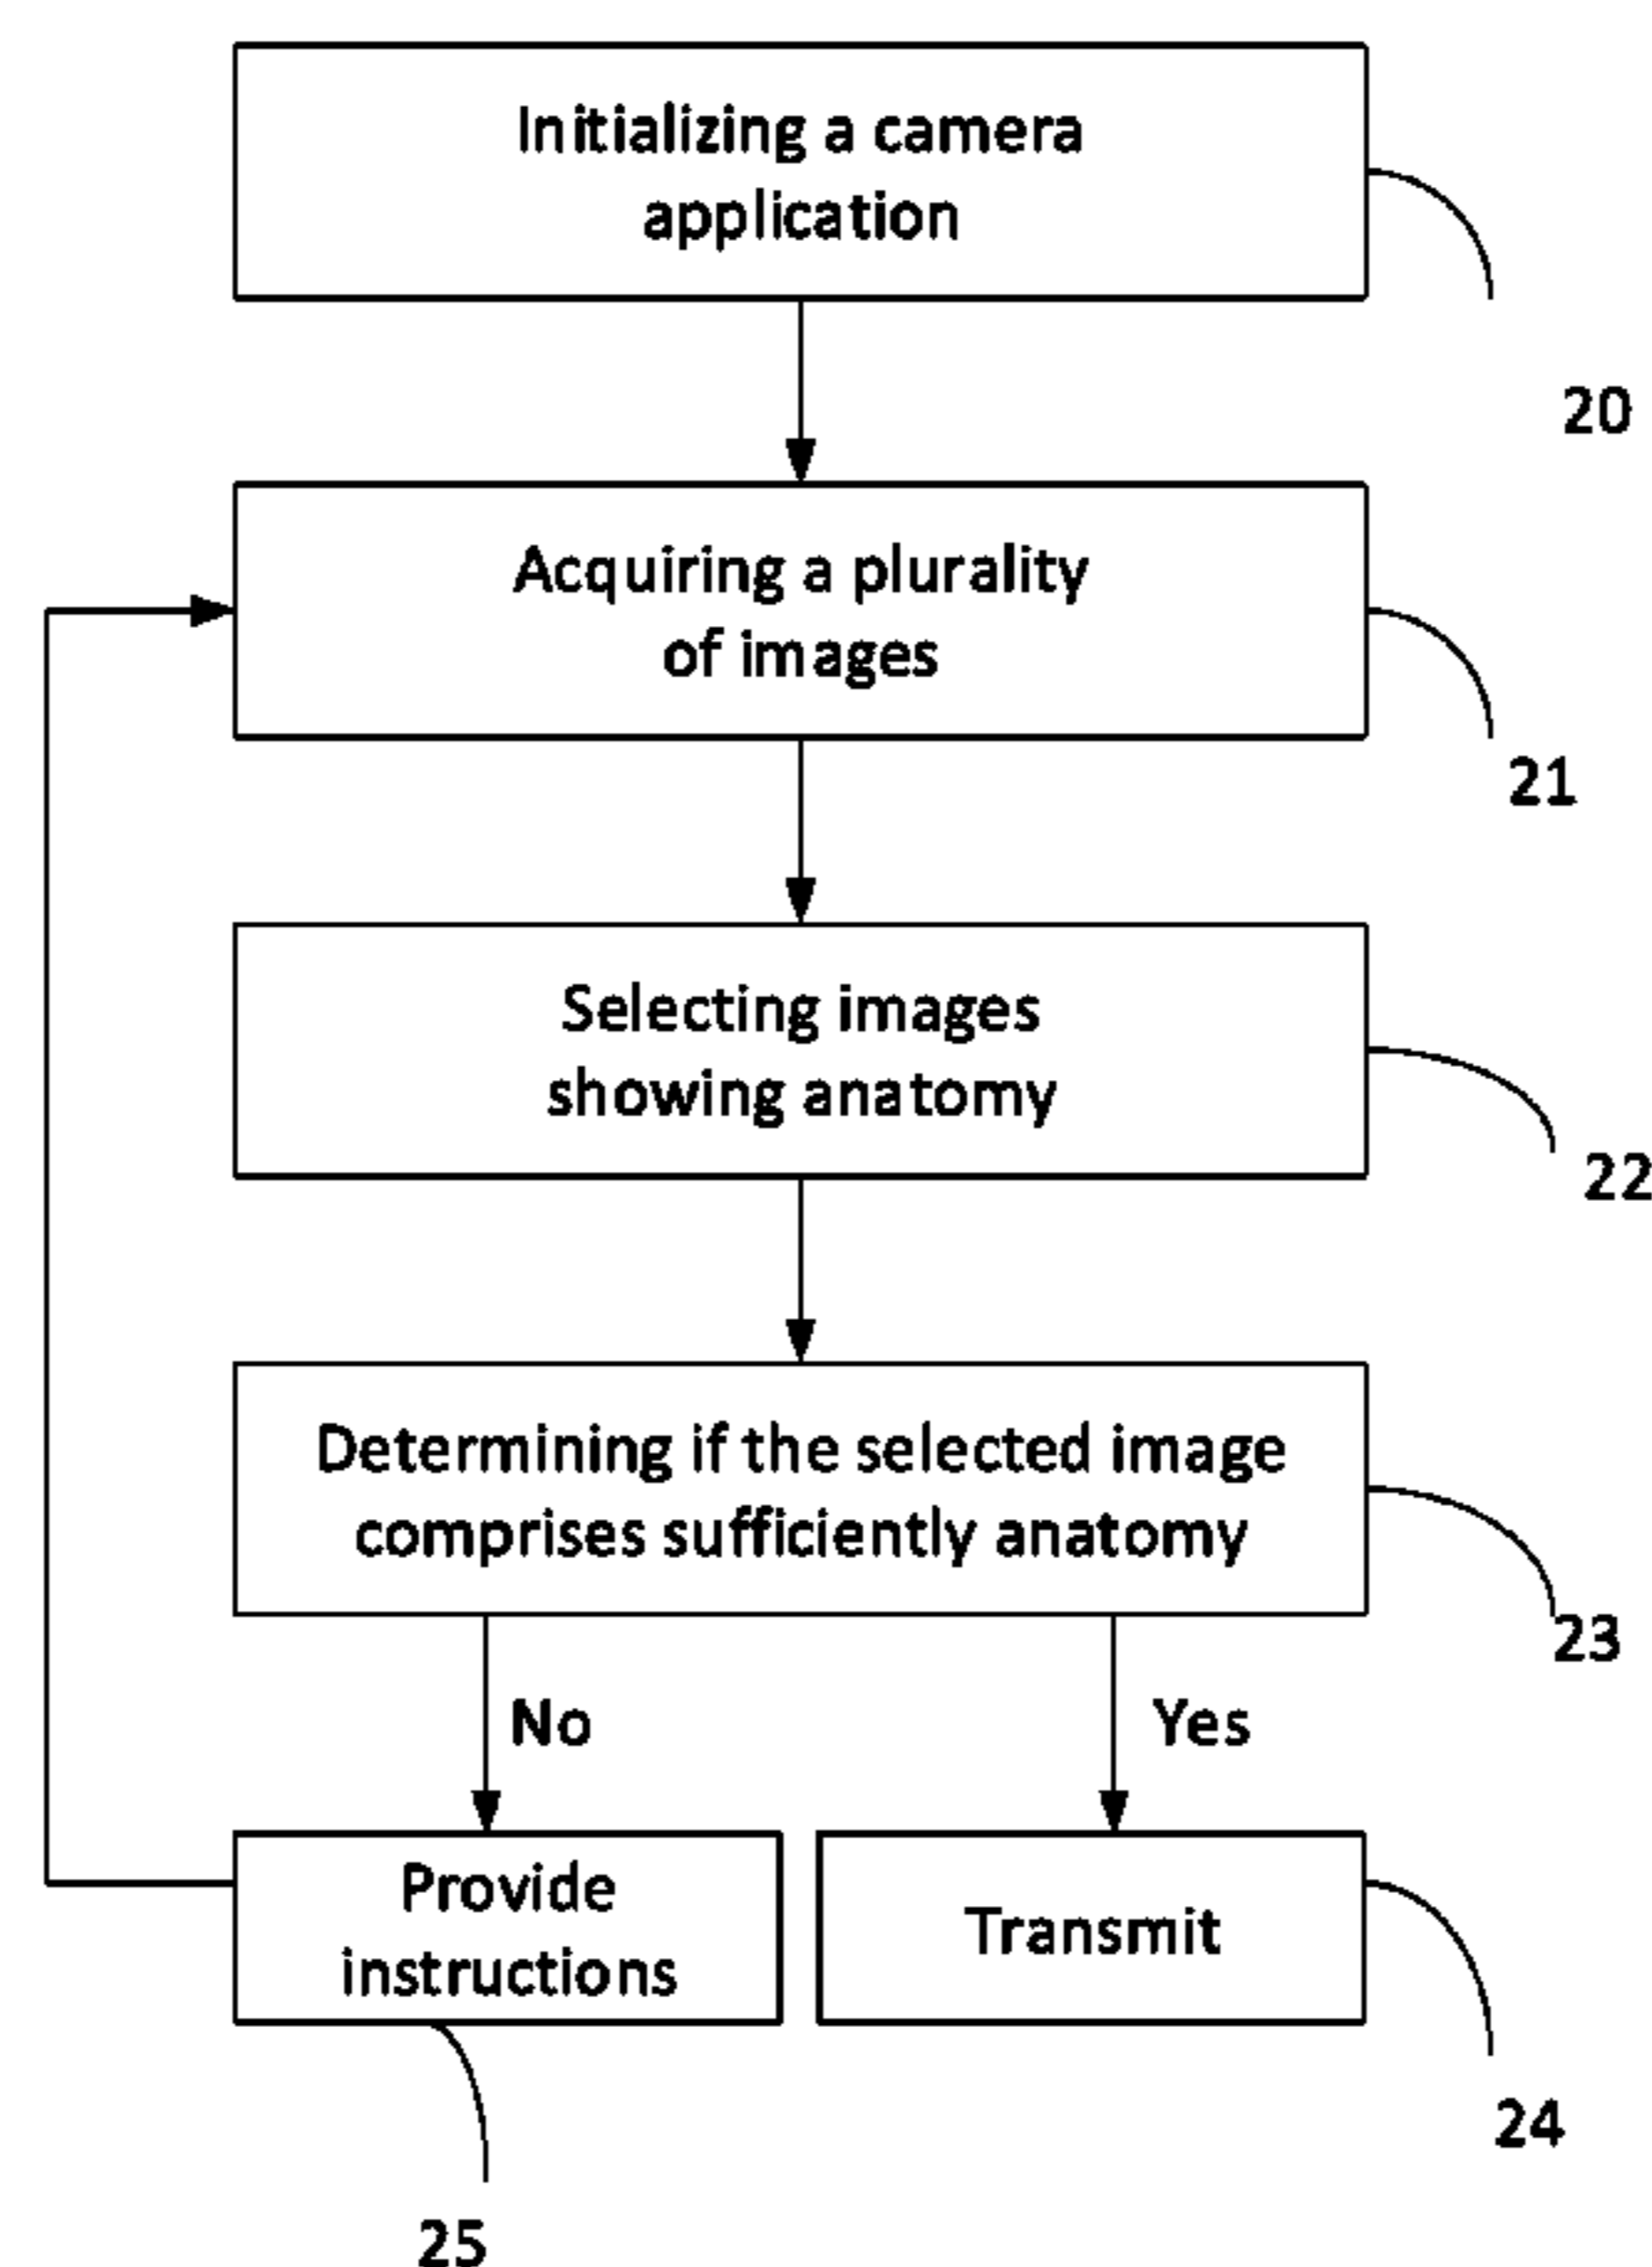 Initializing a camera
application
20
Acquiring a plurality
of images
21
Selecting images
showing anatomy
22
Determining if the selected image
comprises sufficiently anatomy
23
No
Yes
Provide
instructions
Transmit
24
25